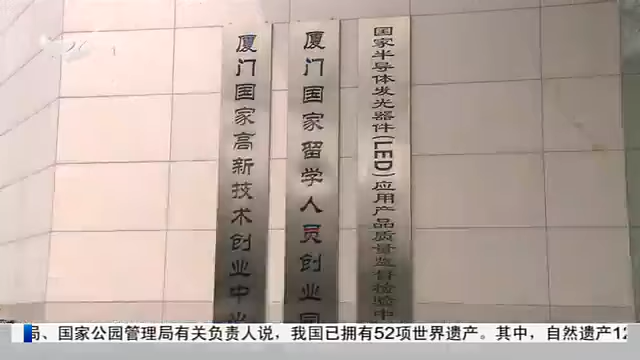 厦门国家高新技术创业中心
厦门国家留学人员创业园
国家半导体发光器件(LED)应用产品质量监督检验中
局、国家公园管理局有关负责人说，我国已拥有52项世界遗产。其中，自然遗产12